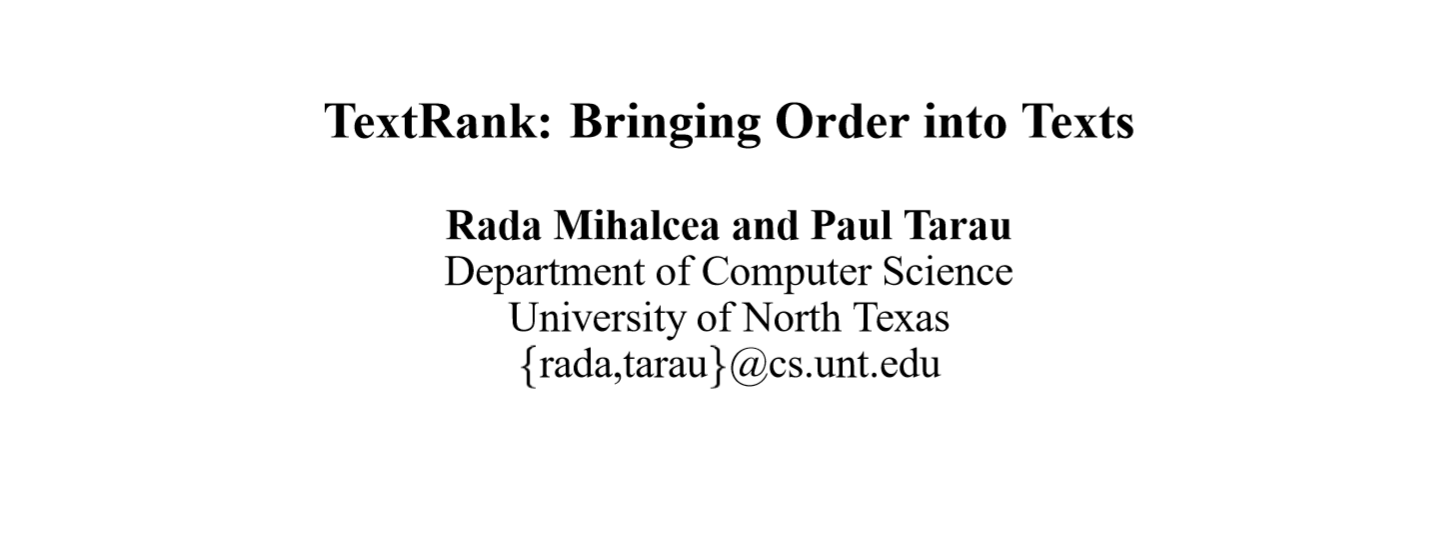 TextRank: Bringing Order into Texts
Rada Mihalcea and Paul Tarau
Department of Computer Science
University of North Texas
{rada,tarau}@cs.unt.edu